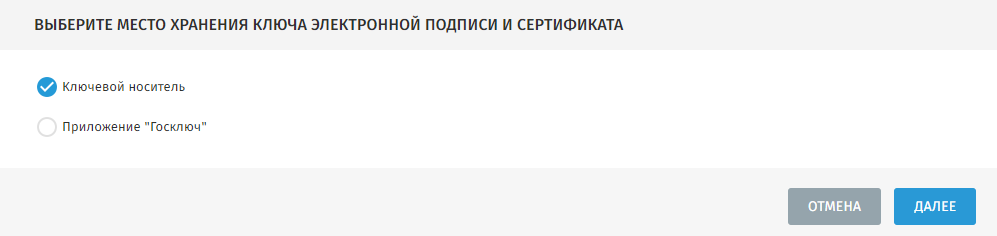 ВЫБЕРИТЕ МЕСТО ХРАНЕНИЯ КЛЮЧА ЭЛЕКТРОННОЙ ПОДПИСИ И СЕРТИФИКАТА
Ключевой носитель
Приложение "Госключ"
ОТМЕНА ДАЛЕЕ